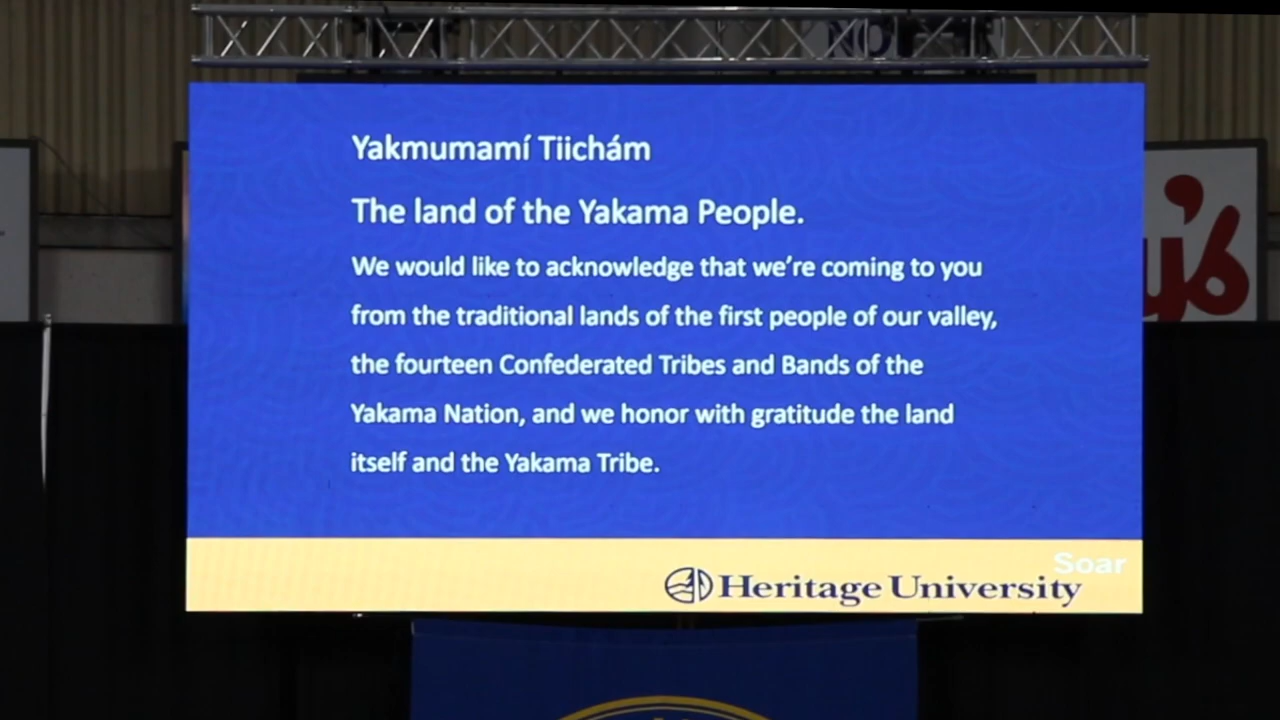 NO
Yakmumamí Tiichám
The land of the Yakama People.
We would like to acknowledge that we're coming to you
from the traditional lands of the first people of our valley,
the fourteen Confederated Tribes and Bands of the
Yakama Nation, and we honor with gratitude the land
itself and the Yakama Tribe.
Soar
Heritage University